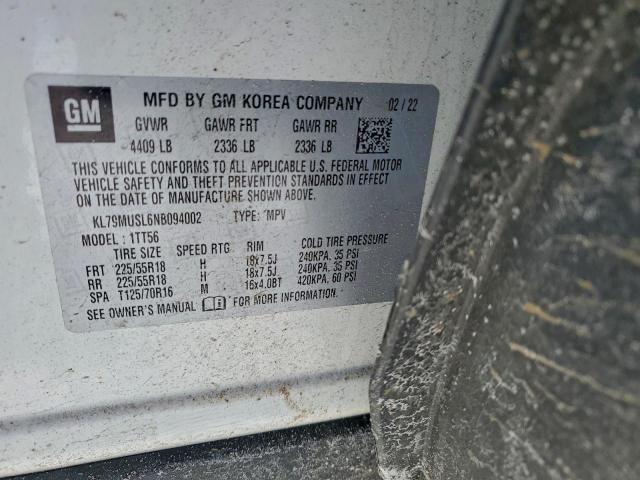 GM MFD BY GM KOREA COMPANY 02 / 22
GVWR GAWR FRT GAWR RR
4409 LB 2336 LB 2336 LB
THIS VEHICLE CONFORMS TO ALL APPLICABLE U.S. FEDERAL MOTOR
VEHICLE SAFETY AND THEFT PREVENTION STANDARDS IN EFFECT
ON THE DATE OF MANUFACTURE SHOWN ABOVE.
KL79MUSL6NB094002 TYPE: MPV
MODEL : 1TT56
TIRE SIZE SPEED RTG RIM COLD TIRE PRESSURE
FRT 225/55R18 H 18x7.5J 240KPA, 35 PSI
RR 225/55R18 H 18x7.5J 240KPA, 35 PSI
SPA T125/70R16 M 16x4.0BT 420KPA, 60 PSI
SEE OWNER'S MANUAL FOR MORE INFORMATION